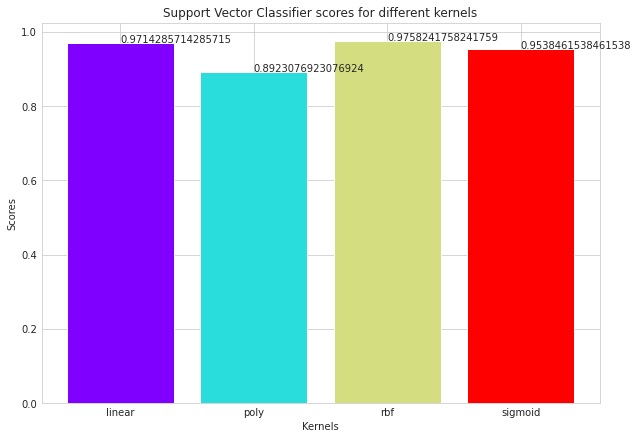 Support Vector Classifier scores for different kernels
1.0
0.8
0.6
0.4
0.2
0.0
Scores
0.9714285714285715
0.8923076923076924
0.9758241758241759
0.9538461538461538
linear
poly
rbf
sigmoid
Kernels